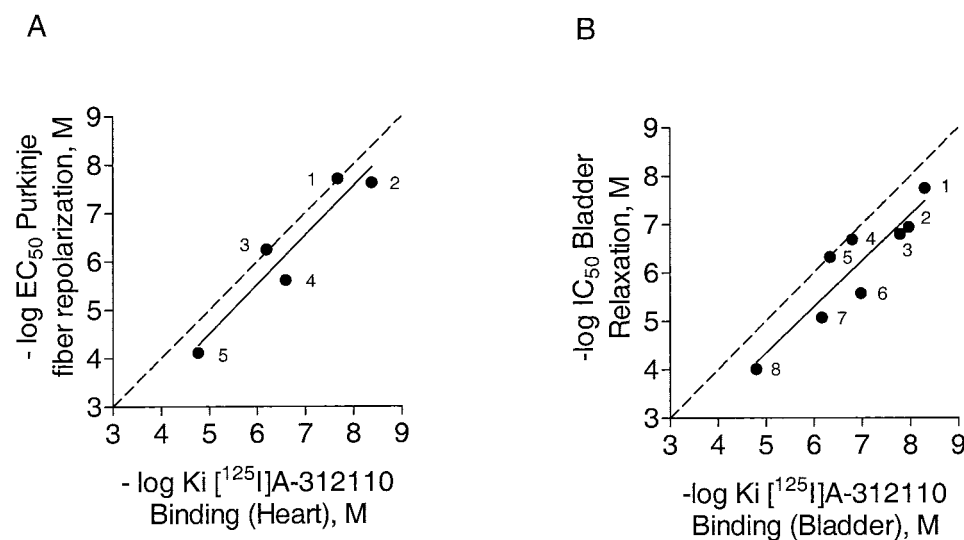 A
- log EC50 Purkinje
fiber repolarization, M
9
8
7
6
5
4
3
1
2
3
4
5
3 4 5 6 7 8 9
- log Ki [125I]A-312110
Binding (Heart), M
B
-log IC50 Bladder
Relaxation, M
9
8
7
6
5
4
3
1
2
3
4
5
6
7
8
3 4 5 6 7 8 9
-log Ki [125I]A-312110
Binding (Bladder), M